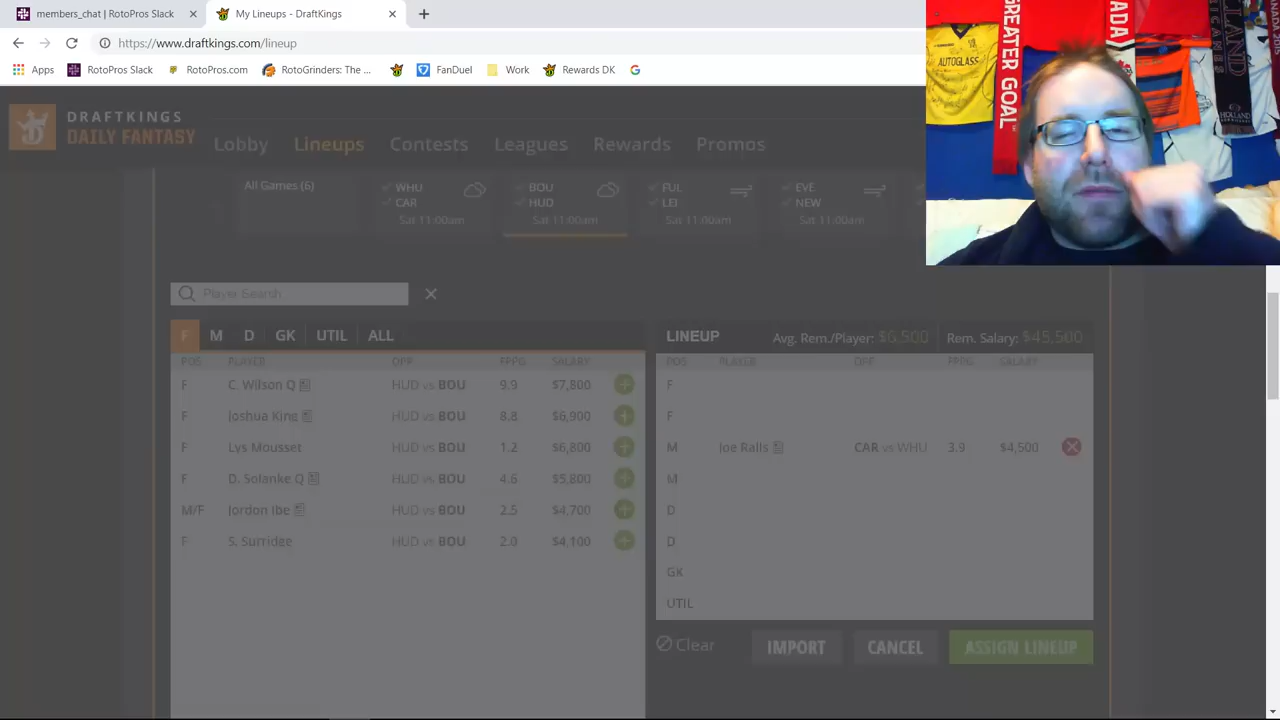 members_chat | RotoPros Slack
My Lineups - DraftKings
https://www.draftkings.com/lineup
Apps
RotoPros Slack
RotoPros.com
RotoGrinders: The ...
FanDuel
Work
Rewards DK
DRAFTKINGS
DAILY FANTASY
Lobby
Lineups
Contests
Leagues
Rewards
Promos
All Games (6)
WHU
CAR
Sat 11:00am
BOU
HUD
Sat 11:00am
FUL
LEI
Sat 11:00am
EVE
NEW
Sat 11:00am
GREATER GOAL
AUTOGLASS
HOLLAND
Player Search
F M D GK UTIL ALL
POS PLAYER OPP FPPG SALARY
F C. Wilson Q HUD vs BOU 9.9 $7,800
F Joshua King HUD vs BOU 8.8 $6,900
F Lys Mousset HUD vs BOU 1.2 $6,800
F D. Solanke Q HUD vs BOU 4.6 $5,800
M/F Jordon Ibe HUD vs BOU 2.5 $4,700
F S. Surridge HUD vs BOU 2.0 $4,100
LINEUP Avg. Rem./Player: $6,500 Rem. Salary: $45,500
POS PLAYER OPP FPPG SALARY
F
F
M Joe Ralls CAR vs WHU 3.9 $4,500
M
D
D
GK
UTIL
Clear IMPORT CANCEL ASSIGN LINEUP